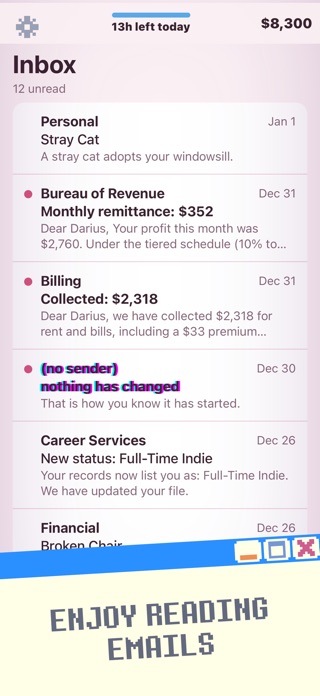 13h left today
$8,300
Inbox
12 unread
Personal
Jan 1
Stray Cat
A stray cat adopts your windowsill.
Bureau of Revenue
Dec 31
Monthly remittance: $352
Dear Darius, Your profit this month was
$2,760. Under the tiered schedule (10% to...
Billing
Dec 31
Collected: $2,318
Dear Darius, we have collected $2,318 for
rent and bills, including a $33 premium...
(no sender)
Dec 30
nothing has changed
That is how you know it has started.
Career Services
Dec 26
New status: Full-Time Indie
Your records now list you as: Full-Time Indie.
We have updated your file.
Financial
Dec 26
Broken Chair
ENJOY READING
EMAILS